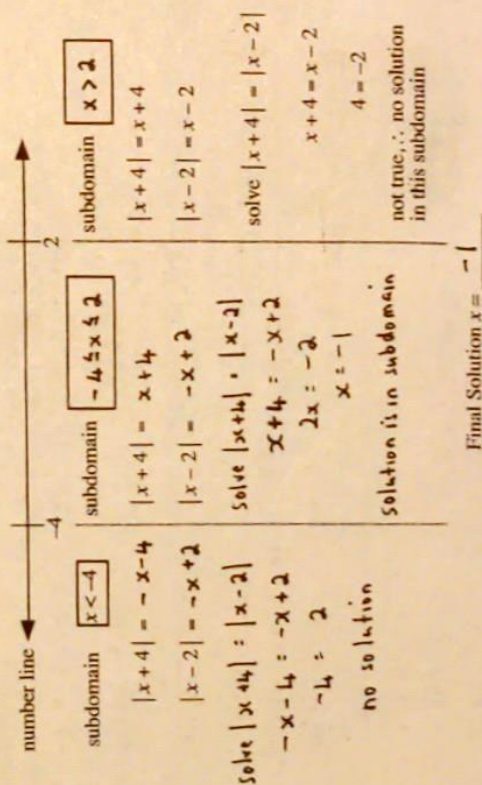 number line
-4
2
subdomain x < -4
|x + 4| = -x-4
|x - 2| = -x+2
solve |x+4| = |x-2|
-x-4 = -x+2
-4 = 2
no solution
subdomain -4 ≤ x ≤ 2
|x + 4| = x+4
|x - 2| = -x+2
solve |x+4| = |x-2|
x+4 = -x+2
2x = -2
x = -1
solution is in subdomain
subdomain x > 2
|x + 4| = x + 4
|x - 2| = x - 2
solve |x + 4| = |x - 2|
x + 4 = x - 2
4 = -2
not true, ∴ no solution
in this subdomain
Final Solution x = -1